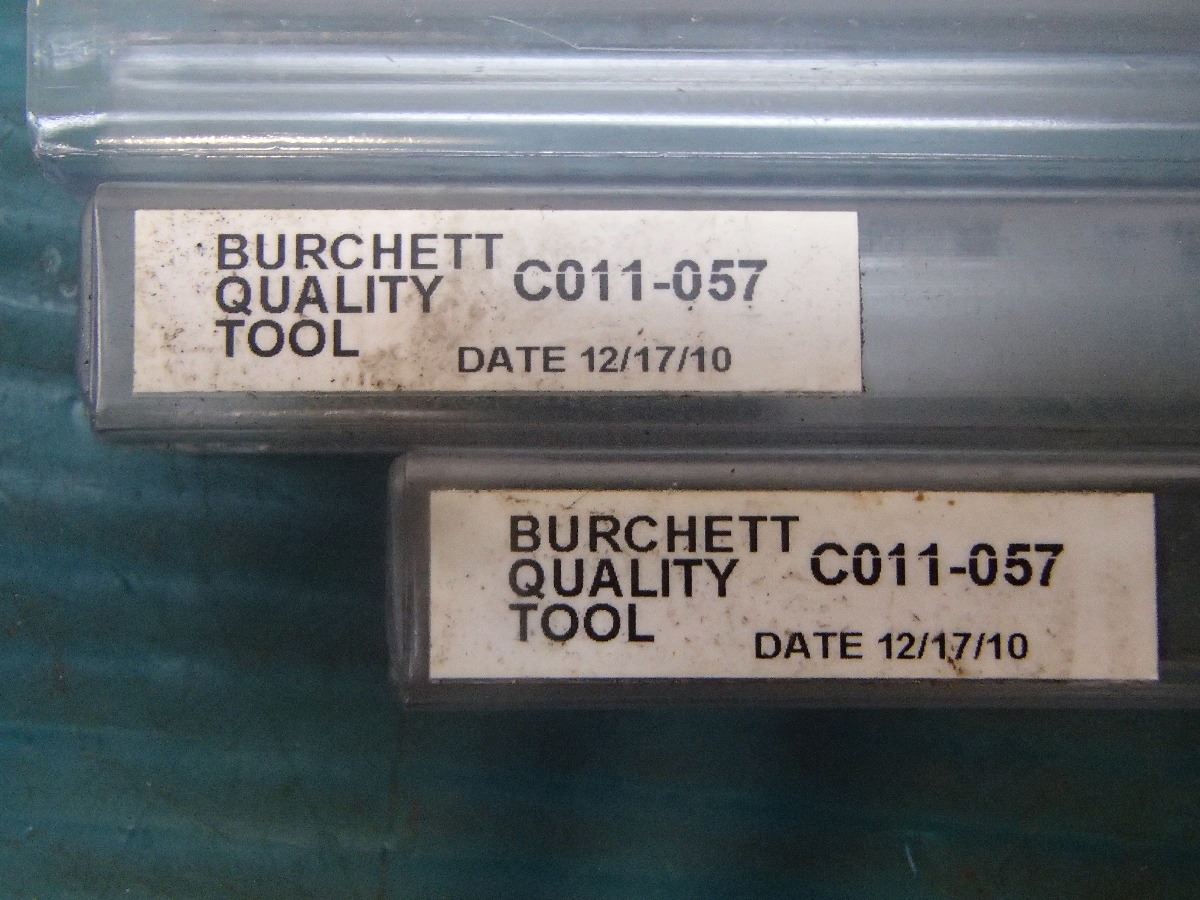 BURCHETT
QUALITY
TOOL
C011-057
DATE 12/17/10
BURCHETT
QUALITY
TOOL
C011-057
DATE 12/17/10